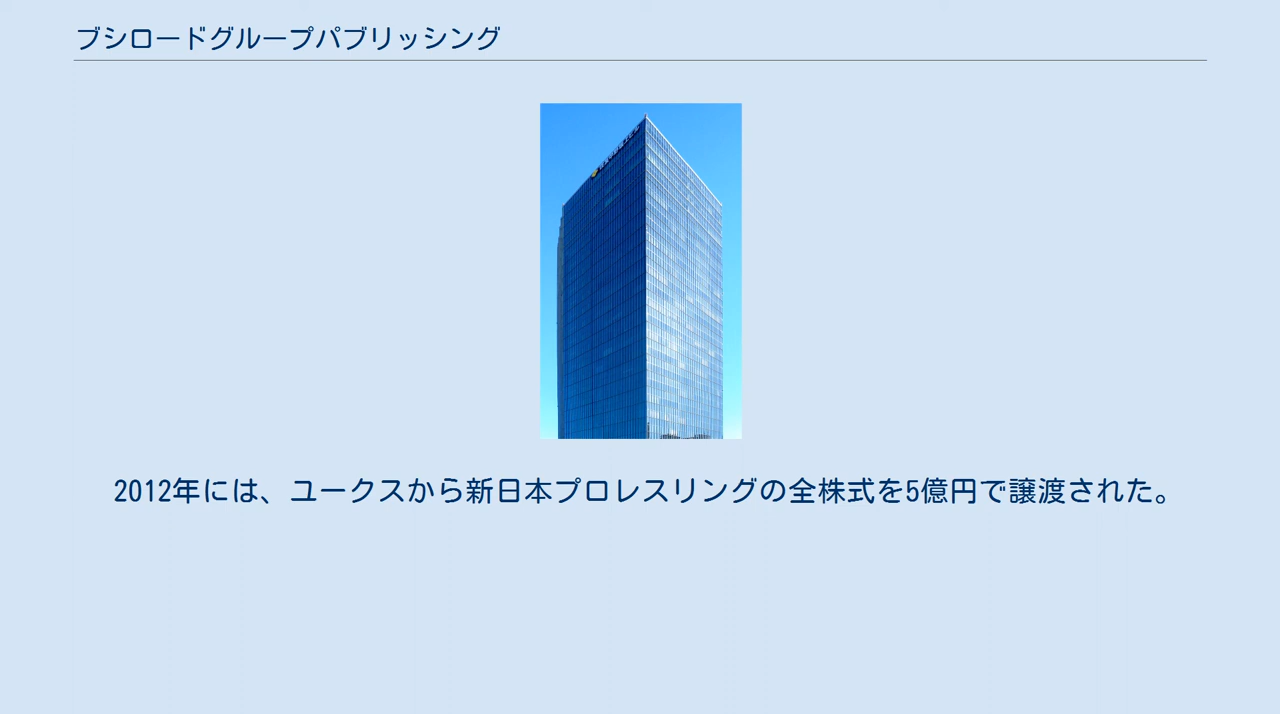 ブシロードグループパブリッシング
2012年には、ユークスから新日本プロレスリングの全株式を5億円で譲渡された。